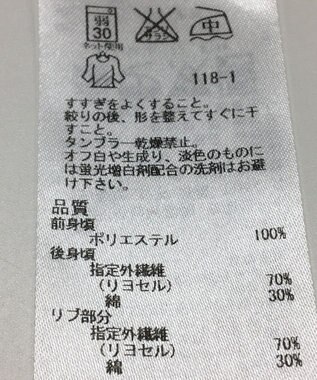 弱 中
30
ネット使用
118-1
すすぎをよくすること。
絞りの後、形を整えてすぐに干
すこと。
タンブラー乾燥禁止。
オフ白や生成り、淡色のものに
は蛍光増白剤配合の洗剤はお避
け下さい。
品質
前身頃
ポリエステル 100%
後身頃
指定外繊維
(リヨセル) 70%
綿 30%
リブ部分
指定外繊維
(リヨセル) 70%
綿 30%